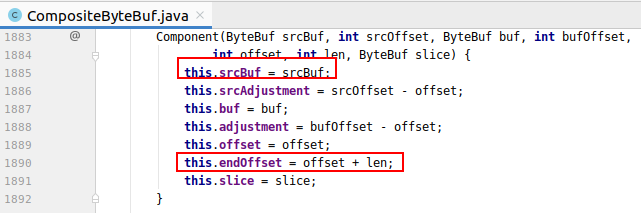 CompositeByteBuf.java
1883 @ Component(ByteBuf srcBuf, int srcOffset, ByteBuf buf, int bufOffset,
1884 int offset, int len, ByteBuf slice) {
1885 this.srcBuf = srcBuf;
1886 this.srcAdjustment = srcOffset - offset;
1887 this.buf = buf;
1888 this.adjustment = bufOffset - offset;
1889 this.offset = offset;
1890 this.endOffset = offset + len;
1891 this.slice = slice;
1892 }